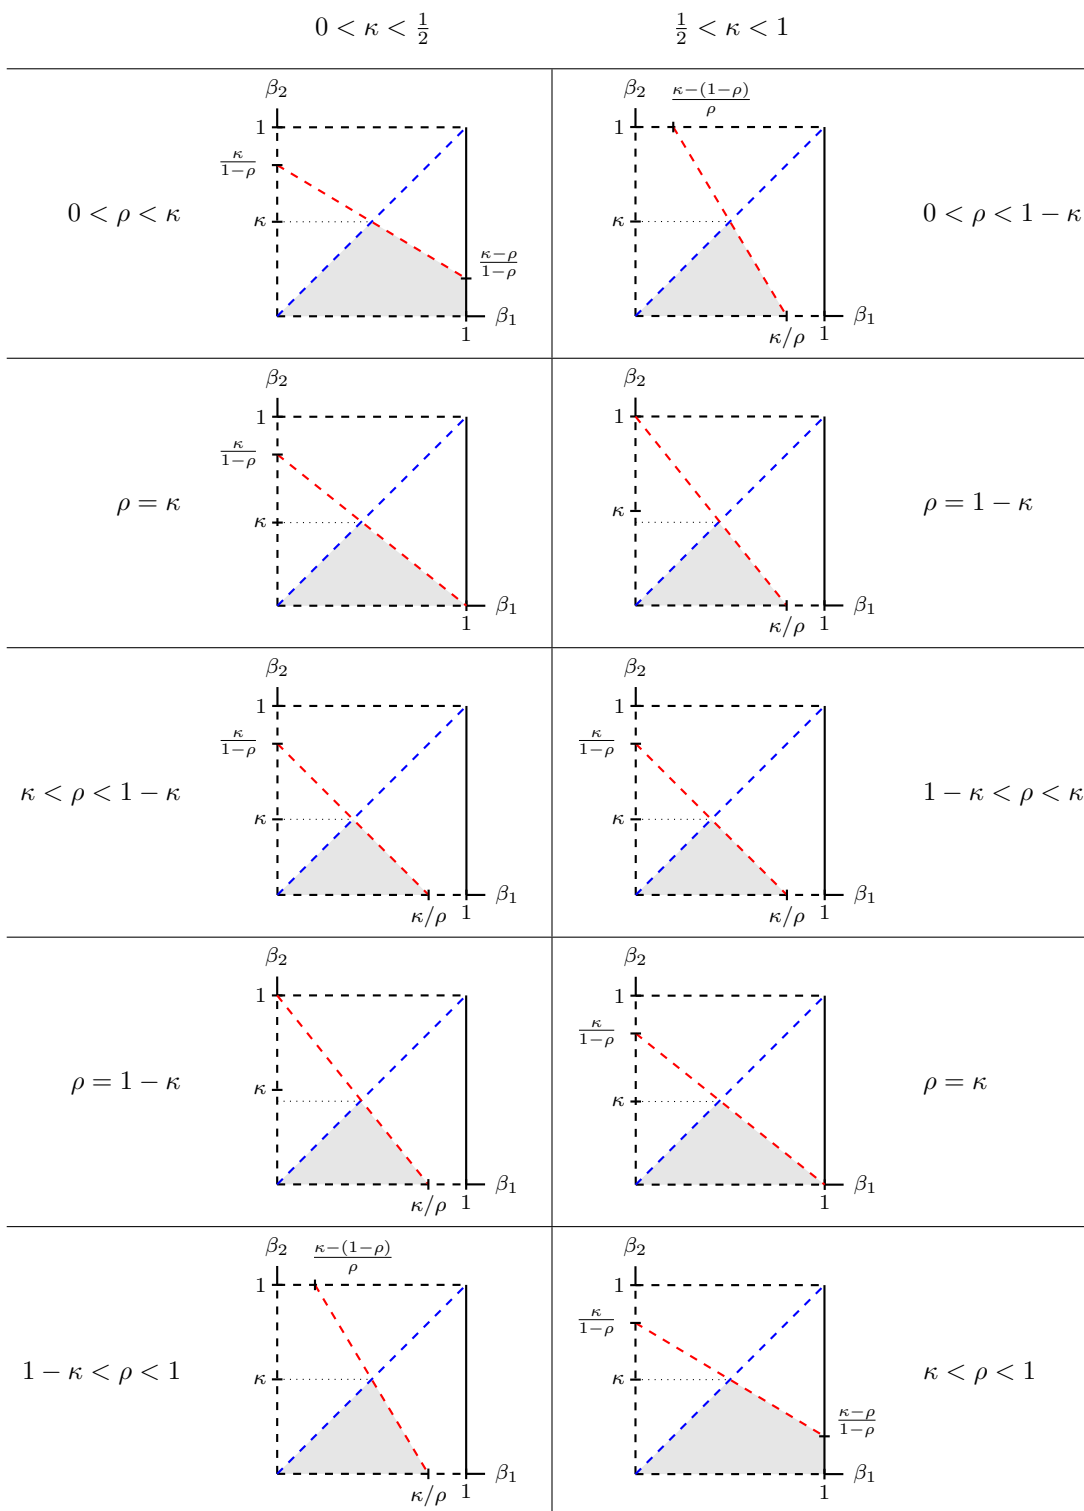 0 < κ < 1/2
1/2 < κ < 1
0 < ρ < κ
β₂
1
κ/(1−ρ)
κ
(κ−ρ)/(1−ρ)
β₁
1
β₂
(κ−(1−ρ))/ρ
1
κ
β₁
κ/ρ
1
0 < ρ < 1 − κ
ρ = κ
β₂
1
κ/(1−ρ)
κ
β₁
1
β₂
1
κ
β₁
κ/ρ
1
ρ = 1 − κ
κ < ρ < 1 − κ
β₂
1
κ/(1−ρ)
κ
β₁
κ/ρ
1
β₂
1
κ/(1−ρ)
κ
β₁
κ/ρ
1
1 − κ < ρ < κ
ρ = 1 − κ
β₂
1
κ
β₁
κ/ρ
1
β₂
1
κ/(1−ρ)
κ
β₁
1
ρ = κ
1 − κ < ρ < 1
β₂
(κ−(1−ρ))/ρ
1
κ
β₁
κ/ρ
1
β₂
1
κ/(1−ρ)
κ
(κ−ρ)/(1−ρ)
β₁
1
κ < ρ < 1